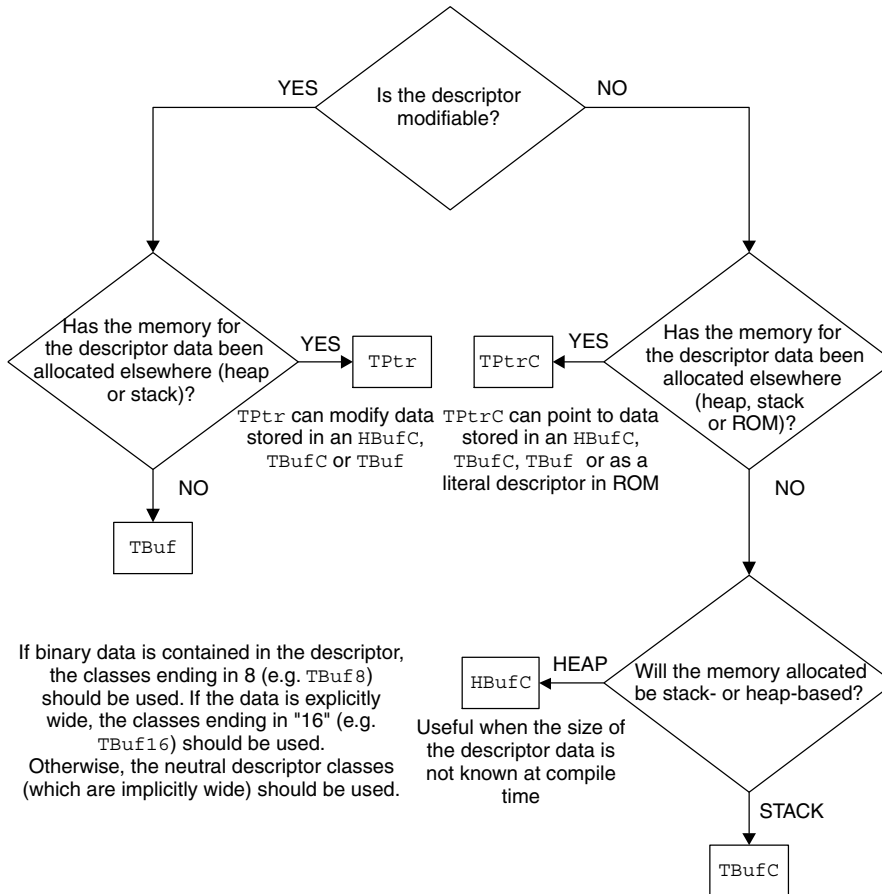 YES
Is the descriptor
modifiable?
NO
Has the memory for
the descriptor data been
allocated elsewhere (heap
or stack)?
YES
TPtr
TPtr can modify data
stored in an HBufC,
TBufC or TBuf
NO
TBuf
TPtrC
YES
TPtrC can point to data
stored in an HBufC,
TBufC, TBuf or as a
literal descriptor in ROM
Has the memory for
the descriptor data been
allocated elsewhere
(heap, stack
or ROM)?
NO
If binary data is contained in the descriptor,
the classes ending in 8 (e.g. TBuf8)
should be used. If the data is explicitly
wide, the classes ending in "16" (e.g.
TBuf16) should be used.
Otherwise, the neutral descriptor classes
(which are implicitly wide) should be used.
HBufC
HEAP
Useful when the size of
the descriptor data is
not known at compile
time
Will the memory allocated
be stack- or heap-based?
STACK
TBufC